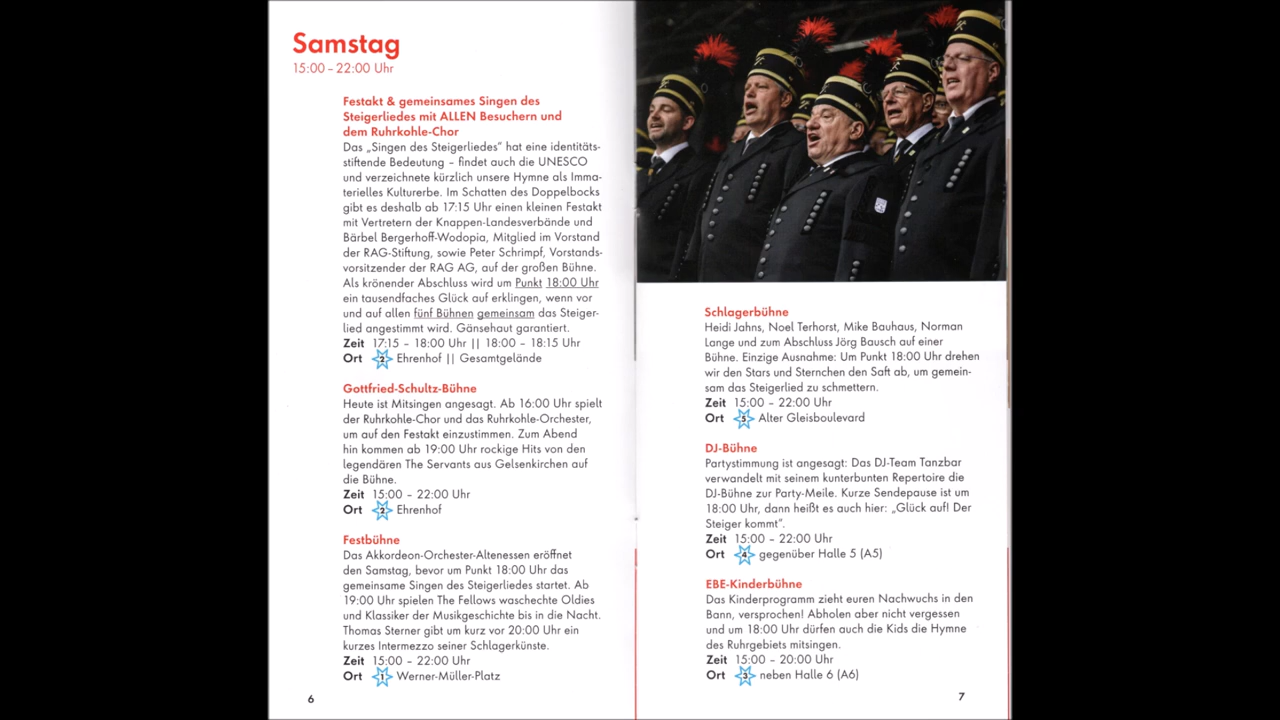 Samstag
15:00 – 22:00 Uhr
Festakt & gemeinsames Singen des
Steigerliedes mit ALLEN Besuchern und
dem Ruhrkohle-Chor
Das „Singen des Steigerliedes" hat eine identitäts-
stiftende Bedeutung – findet auch die UNESCO
und verzeichnete kürzlich unsere Hymne als Imma-
terielles Kulturerbe. Im Schatten des Doppelbocks
gibt es deshalb ab 17:15 Uhr einen kleinen Festakt
mit Vertretern der Knappen-Landesverbände und
Bärbel Bergerhoff-Wodopia, Mitglied im Vorstand
der RAG-Stiftung, sowie Peter Schrimpf, Vorstands-
vorsitzender der RAG AG, auf der großen Bühne.
Als krönender Abschluss wird um Punkt 18:00 Uhr
ein tausendfaches Glück auf erklingen, wenn vor
und auf allen fünf Bühnen gemeinsam das Steiger-
lied angestimmt wird. Gänsehaut garantiert.
Zeit 17:15 – 18:00 Uhr || 18:00 – 18:15 Uhr
Ort 2 Ehrenhof || Gesamtgelände
Gottfried-Schultz-Bühne
Heute ist Mitsingen angesagt. Ab 16:00 Uhr spielt
der Ruhrkohle-Chor und das Ruhrkohle-Orchester,
um auf den Festakt einzustimmen. Zum Abend
hin kommen ab 19:00 Uhr rockige Hits von den
legendären The Servants aus Gelsenkirchen auf
die Bühne.
Zeit 15:00 – 22:00 Uhr
Ort 2 Ehrenhof
Festbühne
Das Akkordeon-Orchester-Altenessen eröffnet
den Samstag, bevor um Punkt 18:00 Uhr das
gemeinsame Singen des Steigerliedes startet. Ab
19:00 Uhr spielen The Fellows waschechte Oldies
und Klassiker der Musikgeschichte bis in die Nacht.
Thomas Sterner gibt um kurz vor 20:00 Uhr ein
kurzes Intermezzo seiner Schlagerkünste.
Zeit 15:00 – 22:00 Uhr
Ort 1 Werner-Müller-Platz
6
Schlagerbühne
Heidi Jahns, Noel Terhorst, Mike Bauhaus, Norman
Lange und zum Abschluss Jörg Bausch auf einer
Bühne. Einzige Ausnahme: Um Punkt 18:00 Uhr drehen
wir den Stars und Sternchen den Saft ab, um gemein-
sam das Steigerlied zu schmettern.
Zeit 15:00 – 22:00 Uhr
Ort 5 Alter Gleisboulevard
DJ-Bühne
Partystimmung ist angesagt: Das DJ-Team Tanzbar
verwandelt mit seinem kunterbunten Repertoire die
DJ-Bühne zur Party-Meile. Kurze Sendepause ist um
18:00 Uhr, dann heißt es auch hier: „Glück auf! Der
Steiger kommt".
Zeit 15:00 – 22:00 Uhr
Ort 4 gegenüber Halle 5 (A5)
EBE-Kinderbühne
Das Kinderprogramm zieht euren Nachwuchs in den
Bann, versprochen! Abholen aber nicht vergessen
und um 18:00 Uhr dürfen auch die Kids die Hymne
des Ruhrgebiets mitsingen.
Zeit 15:00 – 20:00 Uhr
Ort 3 neben Halle 6 (A6)
7